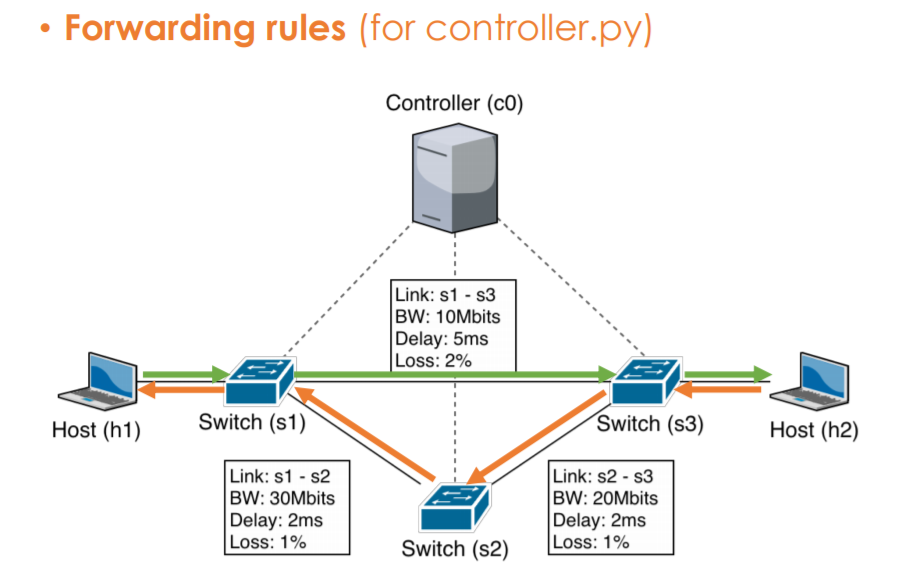 • Forwarding rules (for controller.py)
Controller (c0)
Link: s1 - s3
BW: 10Mbits
Delay: 5ms
Loss: 2%
Host (h1)
Switch (s1)
Switch (s3)
Host (h2)
Link: s1 - s2
BW: 30Mbits
Delay: 2ms
Loss: 1%
Link: s2 - s3
BW: 20Mbits
Delay: 2ms
Loss: 1%
Switch (s2)